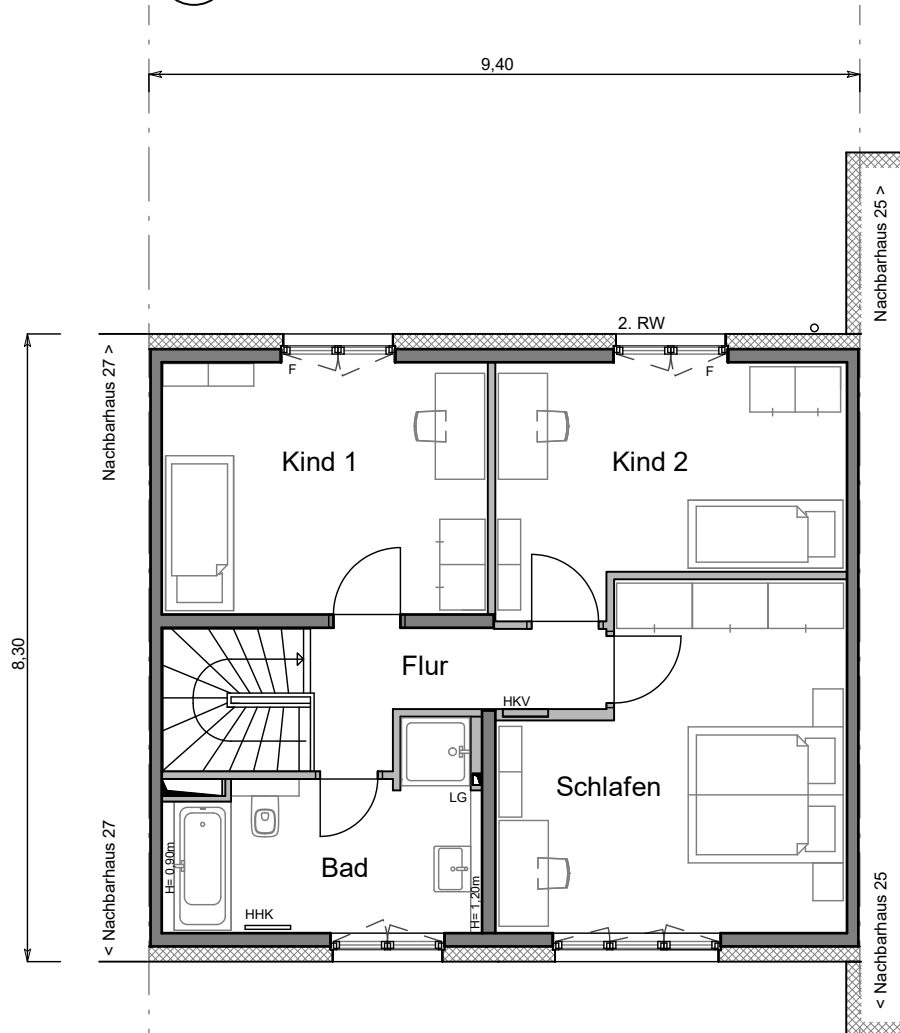 9,40
Nachbarhaus 25 >
2. RW
Nachbarhaus 27 >
F
F
Kind 1
Kind 2
8,30
Flur
HKV
Schlafen
LG
H= 0,90m
Bad
H= 1,20m
HHK
< Nachbarhaus 27
< Nachbarhaus 25